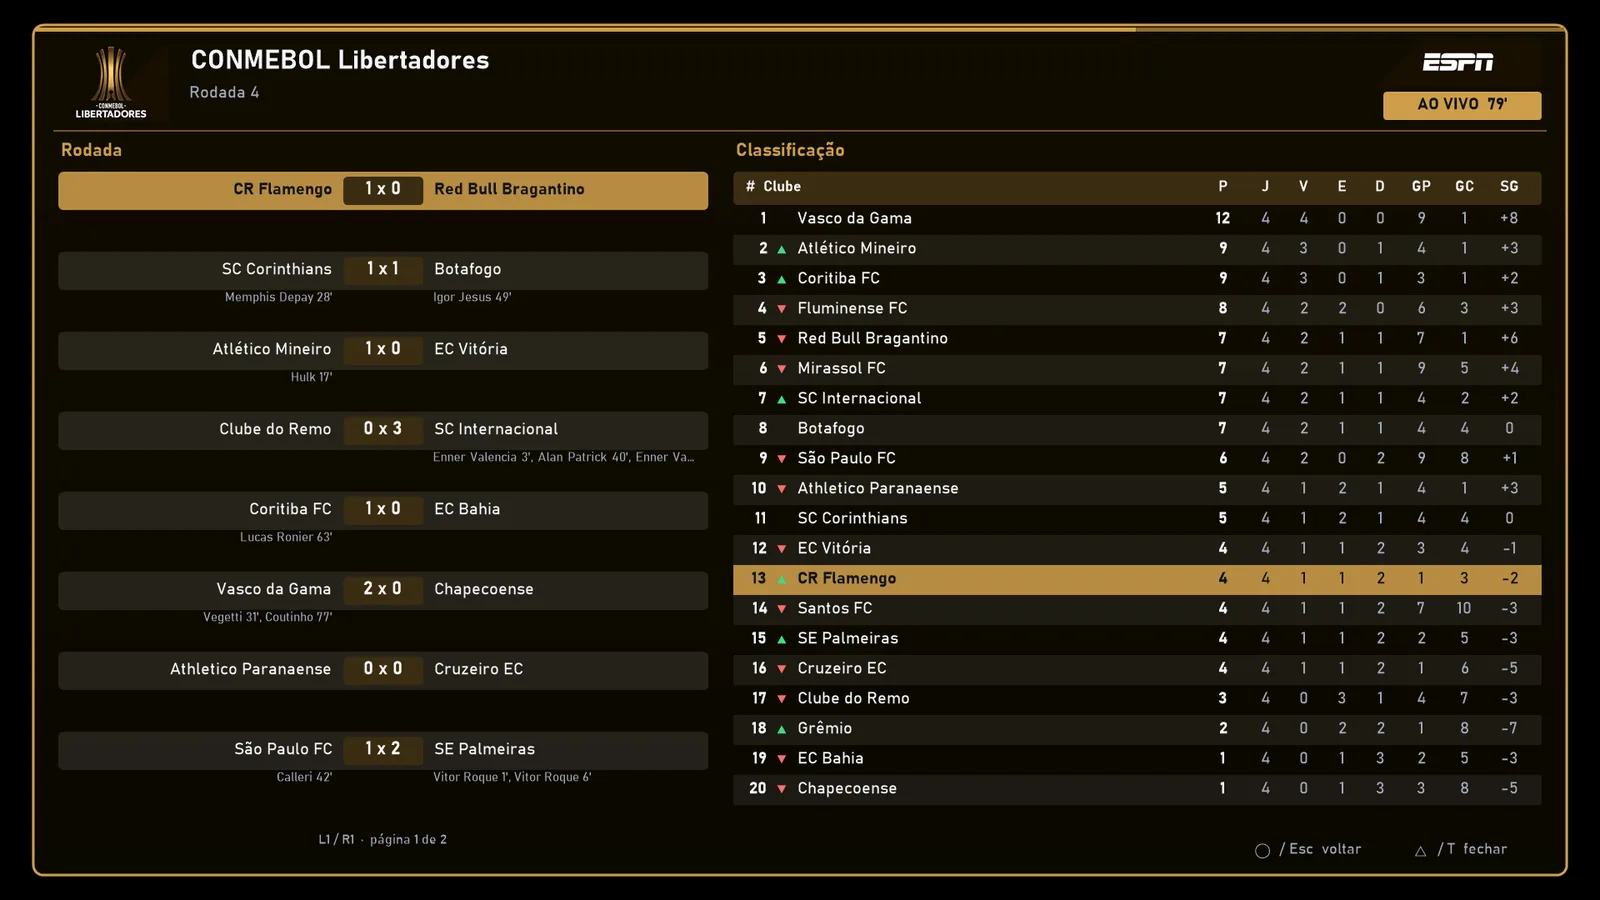 CONMEBOL Libertadores
Rodada 4
·CONMEBOL·
LIBERTADORES
ESPN
AO VIVO 79'
Rodada
CR Flamengo 1 x 0 Red Bull Bragantino
SC Corinthians 1 x 1 Botafogo
Memphis Depay 28' Igor Jesus 49'
Atlético Mineiro 1 x 0 EC Vitória
Hulk 17'
Clube do Remo 0 x 3 SC Internacional
Enner Valencia 3', Alan Patrick 40', Enner Va...
Coritiba FC 1 x 0 EC Bahia
Lucas Ronier 63'
Vasco da Gama 2 x 0 Chapecoense
Vegetti 31', Coutinho 77'
Athletico Paranaense 0 x 0 Cruzeiro EC
São Paulo FC 1 x 2 SE Palmeiras
Calleri 42' Vitor Roque 1', Vitor Roque 6'
L1 / R1 · página 1 de 2
Classificação
# Clube P J V E D GP GC SG
1 Vasco da Gama 12 4 4 0 0 9 1 +8
2 ▲ Atlético Mineiro 9 4 3 0 1 4 1 +3
3 ▲ Coritiba FC 9 4 3 0 1 3 1 +2
4 ▼ Fluminense FC 8 4 2 2 0 6 3 +3
5 ▼ Red Bull Bragantino 7 4 2 1 1 7 1 +6
6 ▼ Mirassol FC 7 4 2 1 1 9 5 +4
7 ▲ SC Internacional 7 4 2 1 1 4 2 +2
8 Botafogo 7 4 2 1 1 4 4 0
9 ▼ São Paulo FC 6 4 2 0 2 9 8 +1
10 ▼ Athletico Paranaense 5 4 1 2 1 4 1 +3
11 SC Corinthians 5 4 1 2 1 4 4 0
12 ▼ EC Vitória 4 4 1 1 2 3 4 -1
13 ▲ CR Flamengo 4 4 1 1 2 1 3 -2
14 ▼ Santos FC 4 4 1 1 2 7 10 -3
15 ▲ SE Palmeiras 4 4 1 1 2 2 5 -3
16 ▼ Cruzeiro EC 4 4 1 1 2 1 6 -5
17 ▼ Clube do Remo 3 4 0 3 1 4 7 -3
18 ▲ Grêmio 2 4 0 2 2 1 8 -7
19 ▼ EC Bahia 1 4 0 1 3 2 5 -3
20 ▼ Chapecoense 1 4 0 1 3 3 8 -5
◯ / Esc voltar △ / T fechar